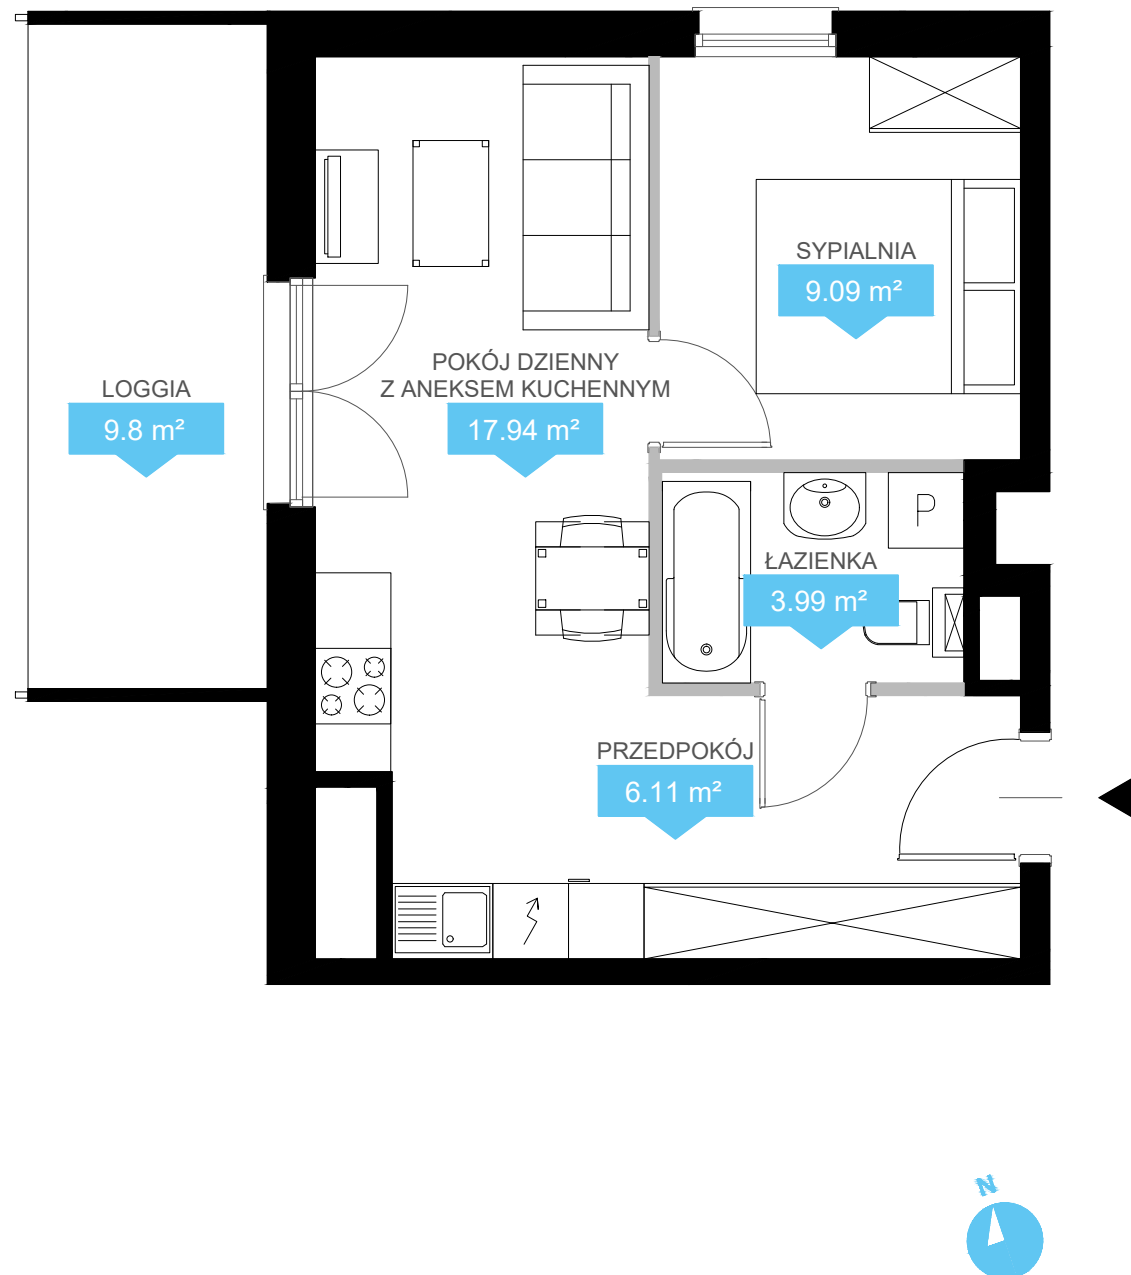 SYPIALNIA
9.09 m²
POKÓJ DZIENNY
Z ANEKSEM KUCHENNYM
17.94 m²
LOGGIA
9.8 m²
P
ŁAZIENKA
3.99 m²
PRZEDPOKÓJ
6.11 m²
N